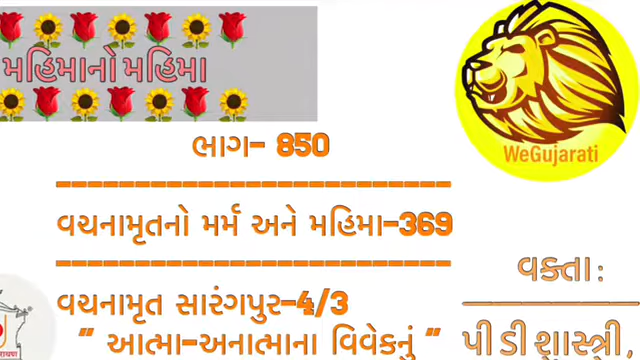 મહિમાનો મહિમા
WeGujarati
ભાગ- 850
વચનામૃતનો મર્મ અને મહિમા-369
વક્તા:
વચનામૃત સારંગપુર-4/3
" આત્મા-અનાત્માના વિવેકનું "
પી ડી શાસ્ત્રી.